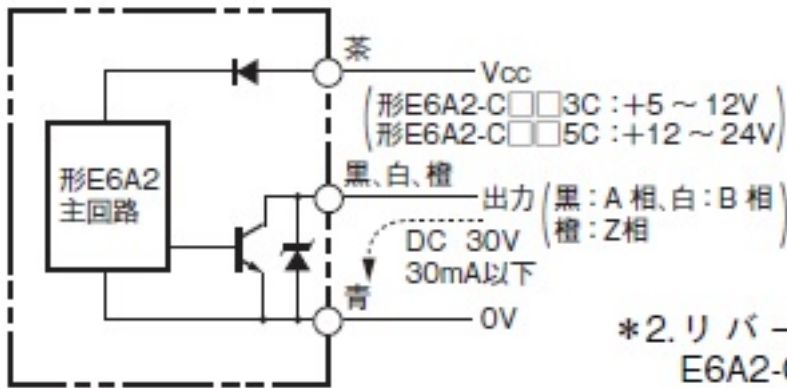 茶
Vcc
(形E6A2-C□□3C:+5～12V
形E6A2-C□□5C:+12～24V)
形E6A2
主回路
黒、白、橙
出力(黒:A相、白:B相
橙:Z相)
DC 30V
30mA以下
青
0V
*2.リバー
E6A2-